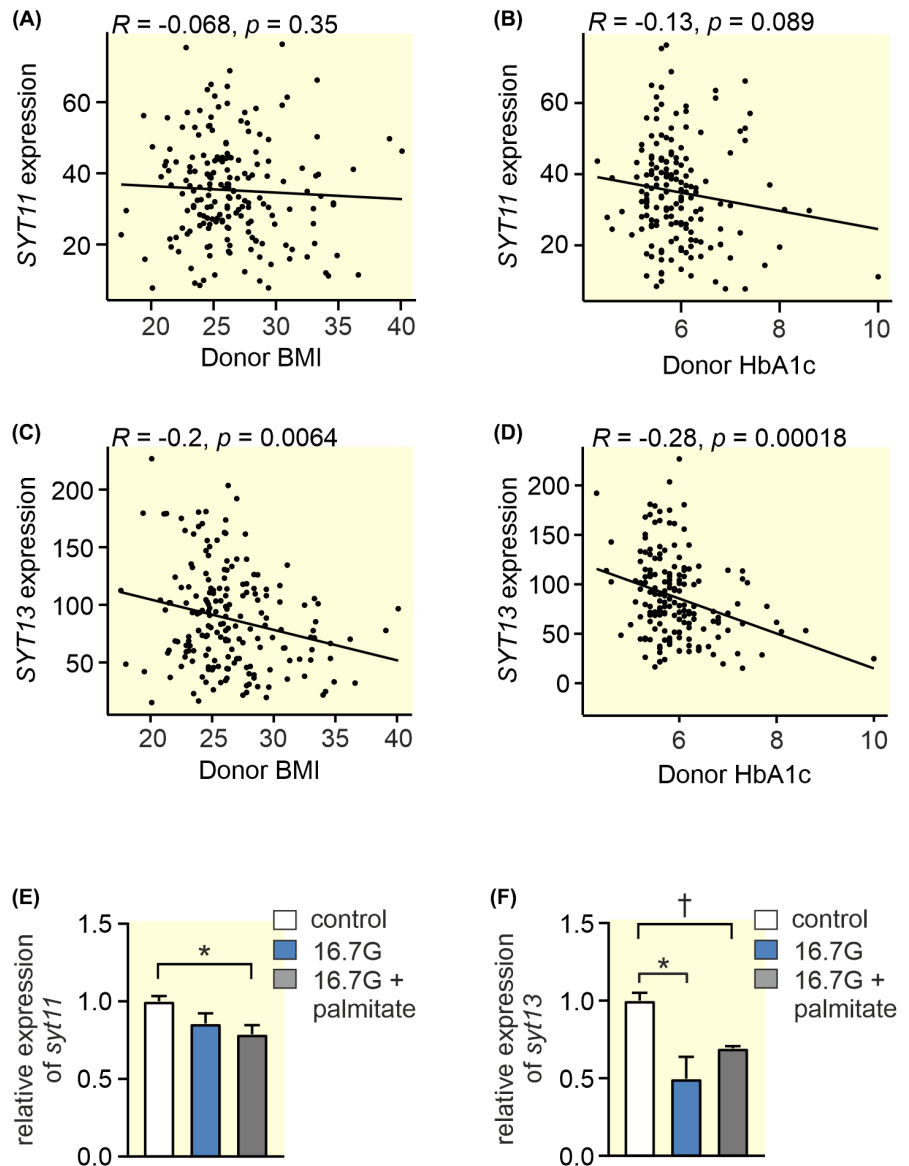 (A)
R = -0.068, p = 0.35
SYT11 expression
60
40
20
20 25 30 35 40
Donor BMI
(B)
R = -0.13, p = 0.089
SYT11 expression
60
40
20
6 8 10
Donor HbA1c
(C)
R = -0.2, p = 0.0064
SYT13 expression
200
150
100
50
20 25 30 35 40
Donor BMI
(D)
R = -0.28, p = 0.00018
SYT13 expression
200
150
100
50
0
6 8 10
Donor HbA1c
(E)
relative expression
of syt11
1.5
1.0
0.5
0.0
*
control
16.7G
16.7G +
palmitate
(F)
relative expression
of syt13
1.5
1.0
0.5
0.0
†
*
control
16.7G
16.7G +
palmitate